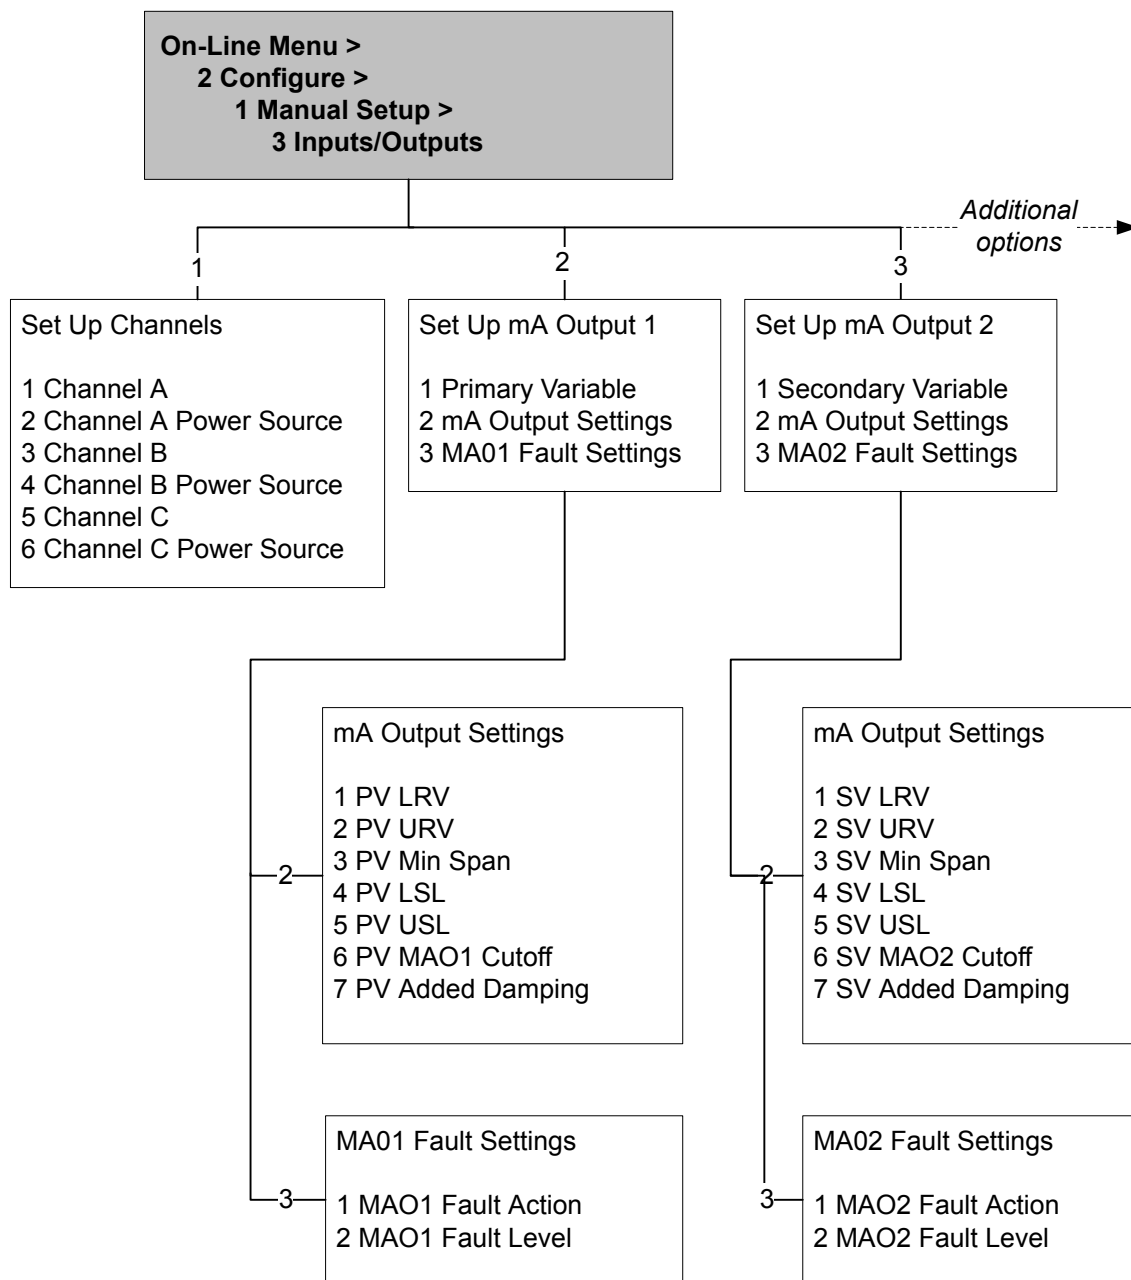 On-Line Menu >
2 Configure >
1 Manual Setup >
3 Inputs/Outputs
Additional
options
1
2
3
Set Up Channels
1 Channel A
2 Channel A Power Source
3 Channel B
4 Channel B Power Source
5 Channel C
6 Channel C Power Source
Set Up mA Output 1
1 Primary Variable
2 mA Output Settings
3 MA01 Fault Settings
Set Up mA Output 2
1 Secondary Variable
2 mA Output Settings
3 MA02 Fault Settings
2
mA Output Settings
1 PV LRV
2 PV URV
3 PV Min Span
4 PV LSL
5 PV USL
6 PV MAO1 Cutoff
7 PV Added Damping
2
mA Output Settings
1 SV LRV
2 SV URV
3 SV Min Span
4 SV LSL
5 SV USL
6 SV MAO2 Cutoff
7 SV Added Damping
3
MA01 Fault Settings
1 MAO1 Fault Action
2 MAO1 Fault Level
3
MA02 Fault Settings
1 MAO2 Fault Action
2 MAO2 Fault Level